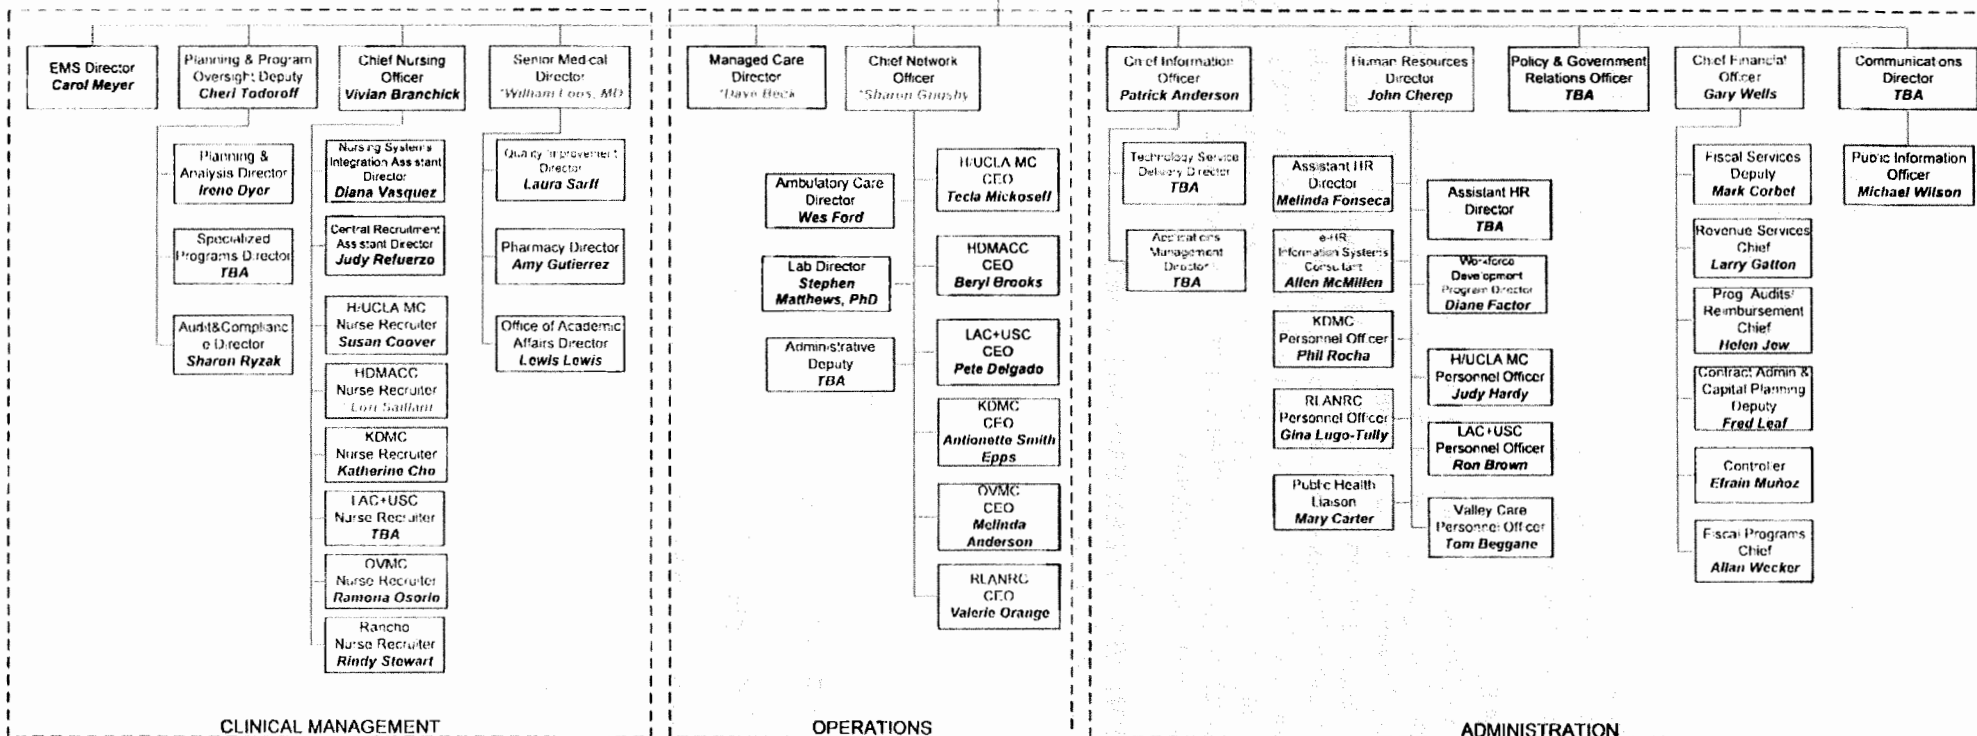 EMS Director
Carol Meyer
Planning & Program
Oversight Deputy
Cheri Todoroff
Chief Nursing
Officer
Vivian Branchick
Senior Medical
Director
*William Loos, MD
Planning &
Analysis Director
Irene Dyer
Specialized
Programs Director
TBA
Audit&Complianc
e Director
Sharon Ryzak
Nursing Systems
Integration Assistant
Director
Diana Vasquez
Central Recruitment
Assistant Director
Judy Refuerzo
H/UCLA MC
Nurse Recruiter
Susan Coover
HDMACC
Nurse Recruiter
Lori Saillant
KDMC
Nurse Recruiter
Katherine Cho
LAC+USC
Nurse Recruiter
TBA
OVMC
Nurse Recruiter
Ramona Osorio
Rancho
Nurse Recruiter
Rindy Stewart
Quality Improvement
Director
Laura Sarff
Pharmacy Director
Amy Gutierrez
Office of Academic
Affairs Director
Lewis Lewis
CLINICAL MANAGEMENT
Managed Care
Director
*Dave Beck
Chief Network
Officer
*Sharon Grigsby
Ambulatory Care
Director
Wes Ford
Lab Director
Stephen
Matthews, PhD
Administrative
Deputy
TBA
H/UCLA MC
CEO
Tecla Mickosell
HDMACC
CEO
Beryl Brooks
LAC+USC
CEO
Pete Delgado
KDMC
CEO
Antionette Smith
Epps
OVMC
CEO
Melinda
Anderson
RLANRC
CEO
Valerie Orange
OPERATIONS
Chief Information
Officer
Patrick Anderson
Human Resources
Director
John Cherep
Policy & Government
Relations Officer
TBA
Chief Financial
Officer
Gary Wells
Communications
Director
TBA
Technology Service
Delivery Director
TBA
Applications
Management
Director
TBA
Assistant HR
Director
Melinda Fonseca
e-HR
Information Systems
Consultant
Allen McMillen
KDMC
Personnel Officer
Phil Rocha
RLANRC
Personnel Officer
Gina Lugo-Tully
Public Health
Liaison
Mary Carter
Assistant HR
Director
TBA
Workforce
Development
Program Director
Diane Factor
H/UCLA MC
Personnel Officer
Judy Hardy
LAC+USC
Personnel Officer
Ron Brown
Valley Care
Personnel Officer
Tom Beggane
Fiscal Services
Deputy
Mark Corbet
Revenue Services
Chief
Larry Gatton
Prog. Audits/
Reimbursement
Chief
Helen Jew
Contract Admin &
Capital Planning
Deputy
Fred Leaf
Controller
Efrain Muñoz
Fiscal Programs
Chief
Allan Wecker
Public Information
Officer
Michael Wilson
ADMINISTRATION